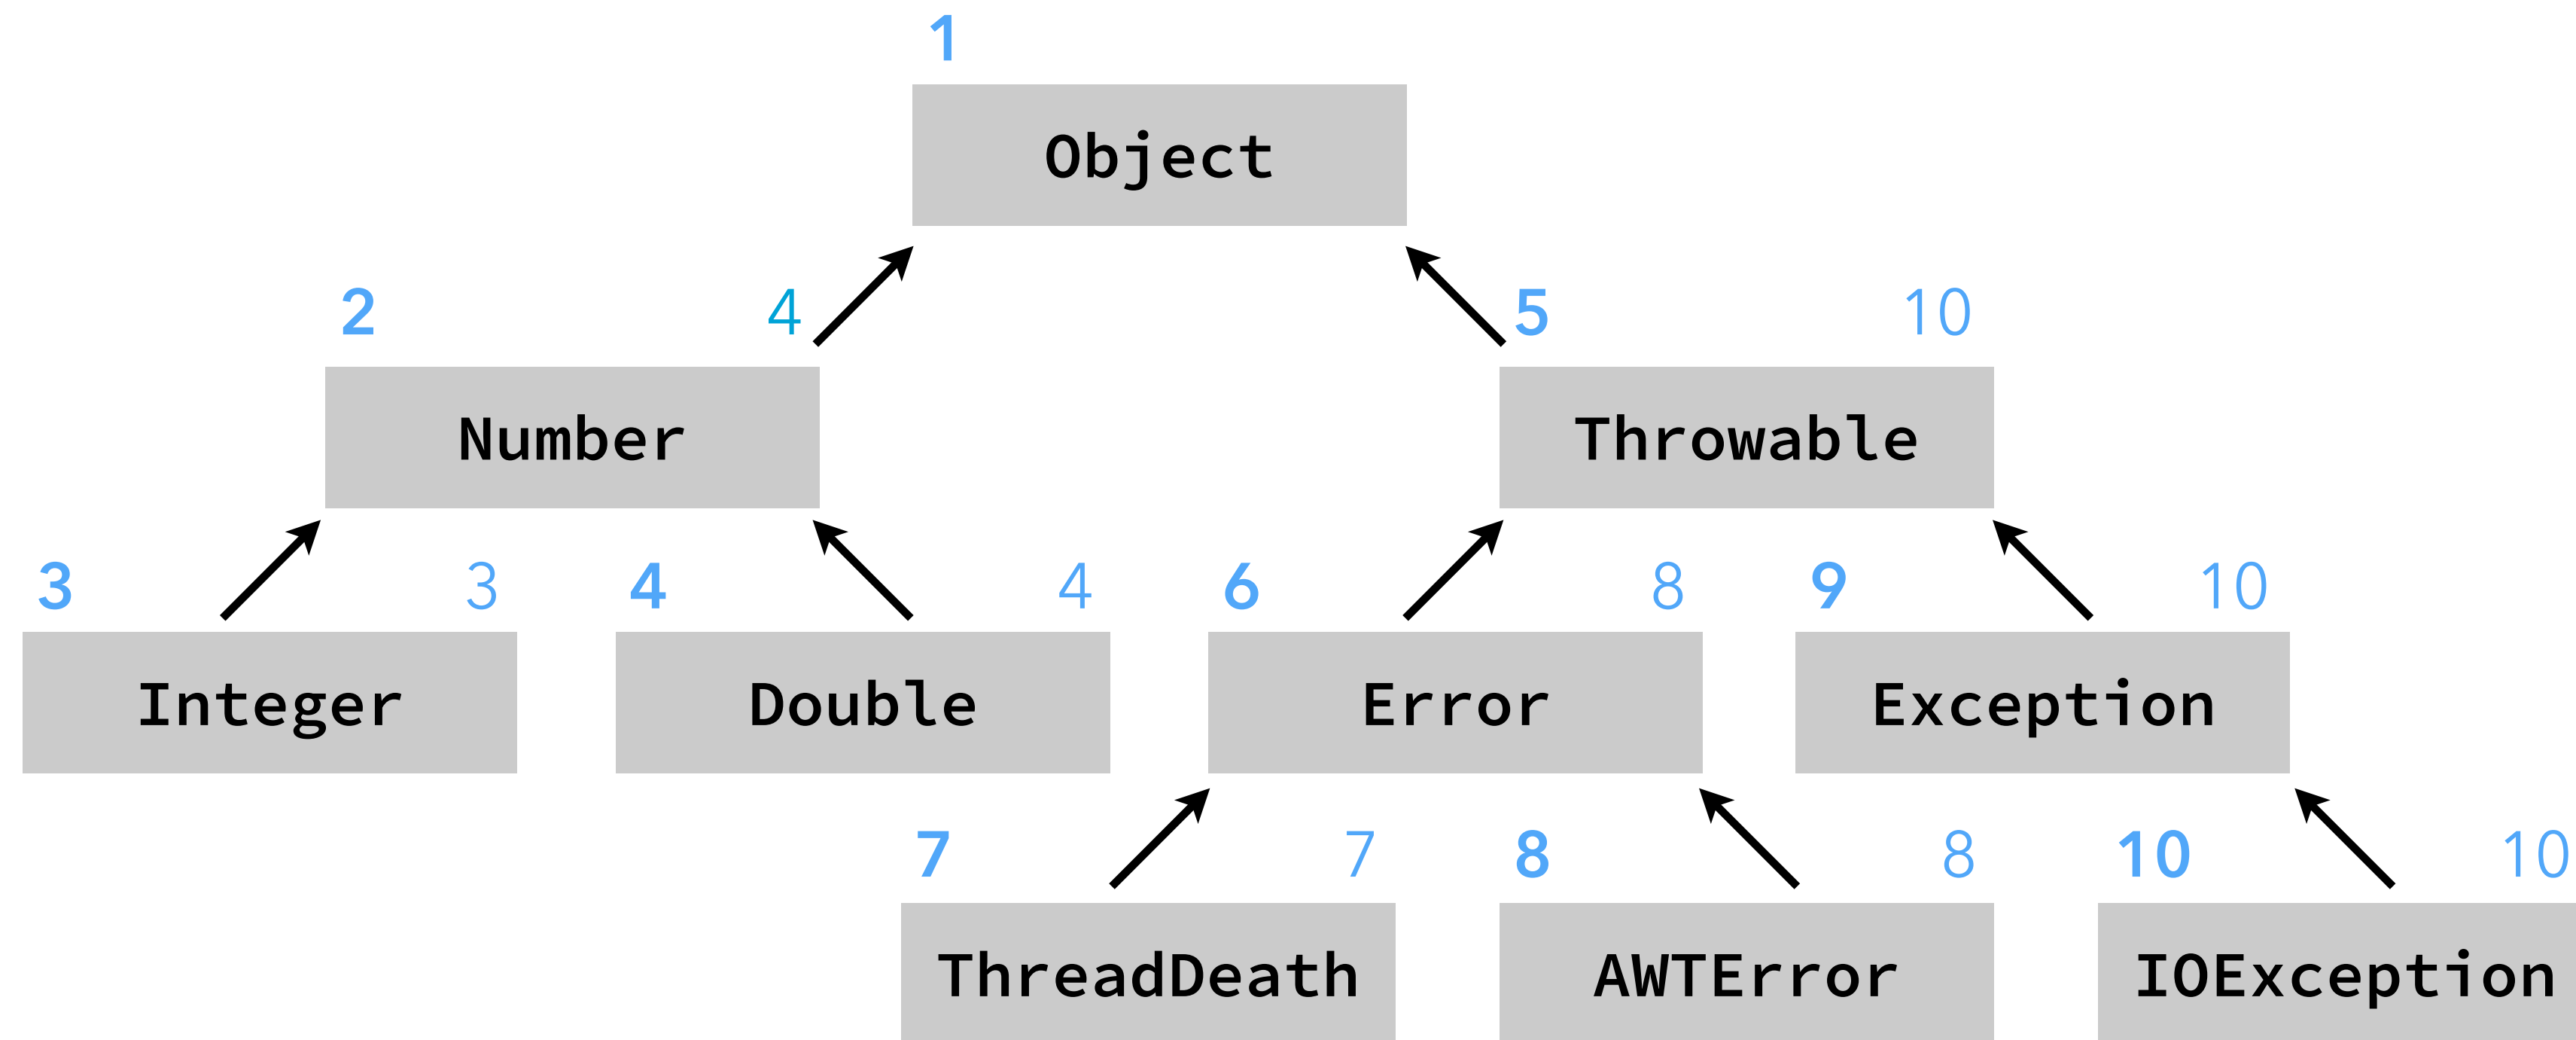 1
Object
2 4 5 10
Number Throwable
3 3 4 4 6 8 9 10
Integer Double Error Exception
7 7 8 8 10 10
ThreadDeath AWTError IOException